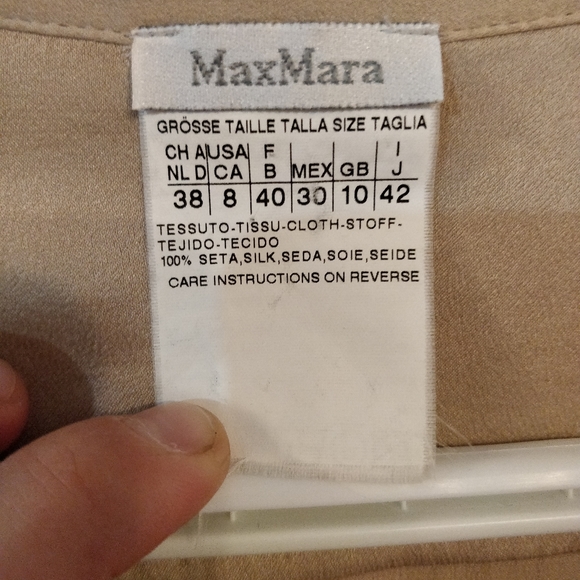 MaxMara
GRÖSSE TAILLE TALLA SIZE TAGLIA
CH A USA F I
NL D CA B MEX GB J
38 8 40 30 10 42
TESSUTO-TISSU-CLOTH-STOFF-
TEJIDO-TECIDO
100% SETA,SILK,SEDA,SOIE,SEIDE
CARE INSTRUCTIONS ON REVERSE